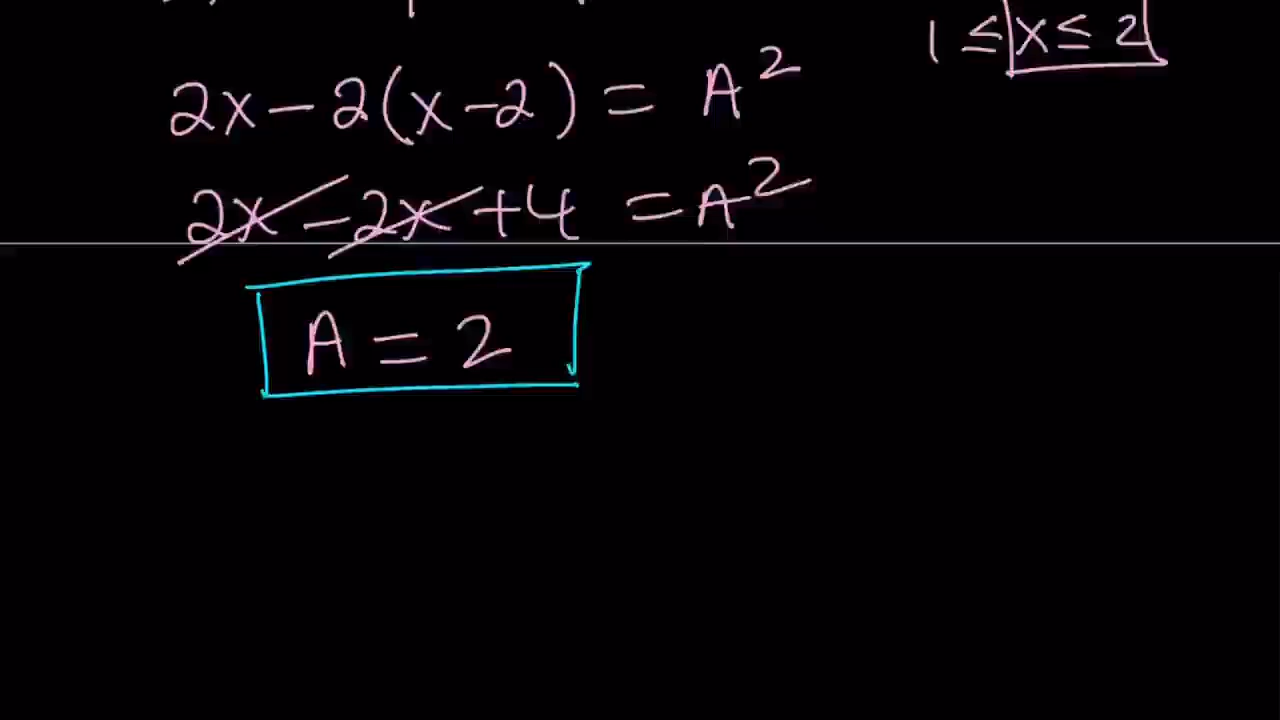 1 ≤ x ≤ 2
2x - 2(x - 2) = A²
2x - 2x + 4 = A²
A = 2